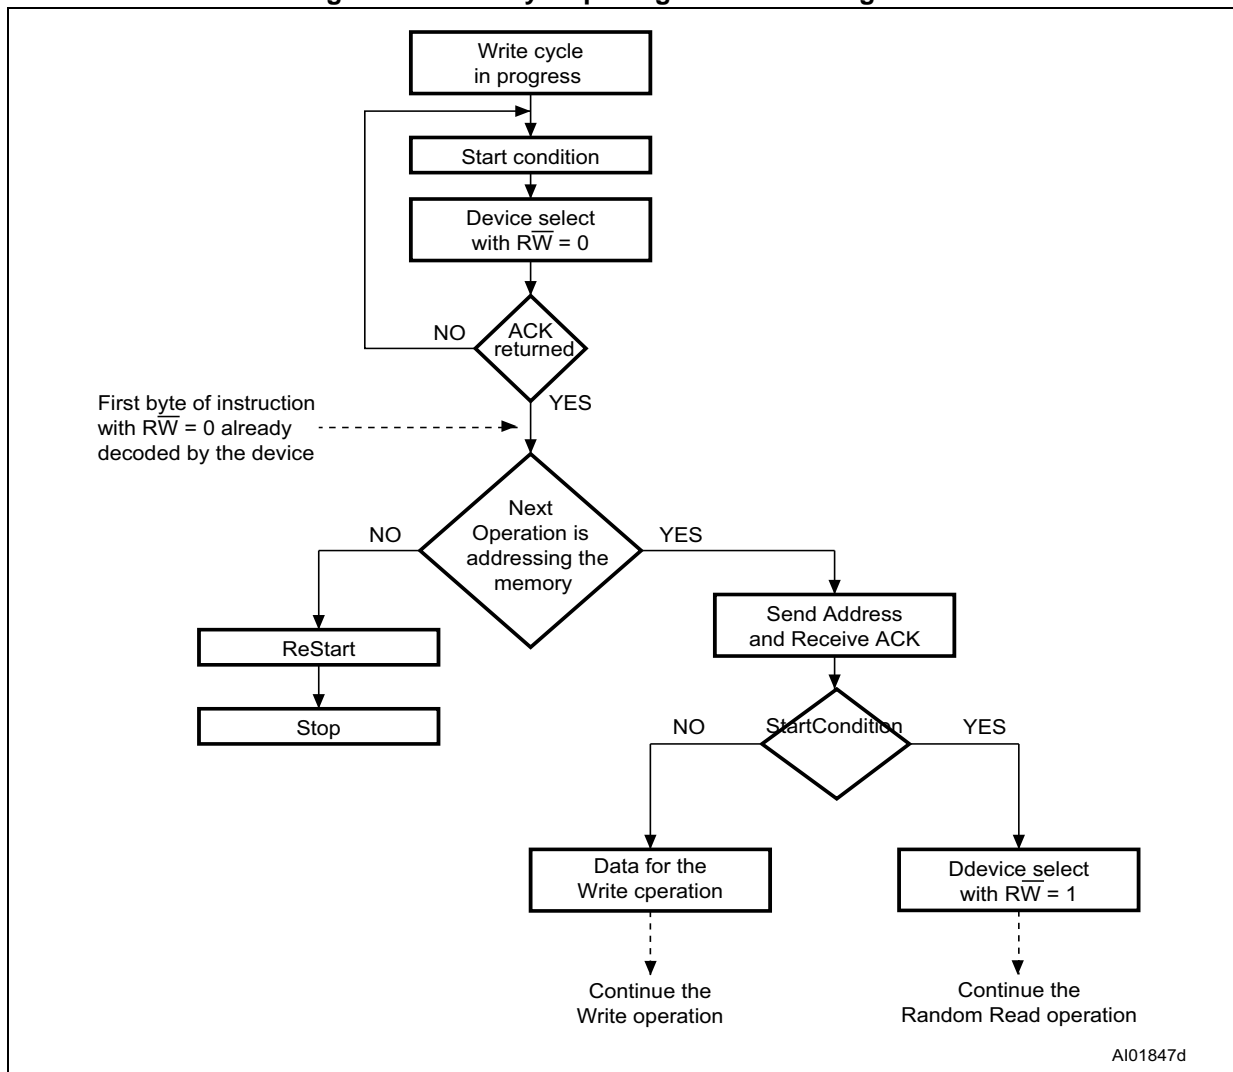 Write cycle
in progress
Start condition
Device select
with RW̅ = 0
NO
ACK
returned
YES
First byte of instruction
with RW̅ = 0 already
decoded by the device
Next
Operation is
addressing the
memory
NO
YES
Send Address
and Receive ACK
ReStart
Stop
StartCondition
NO
YES
Data for the
Write cperation
Ddevice select
with RW̅ = 1
Continue the
Write operation
Continue the
Random Read operation
AI01847d